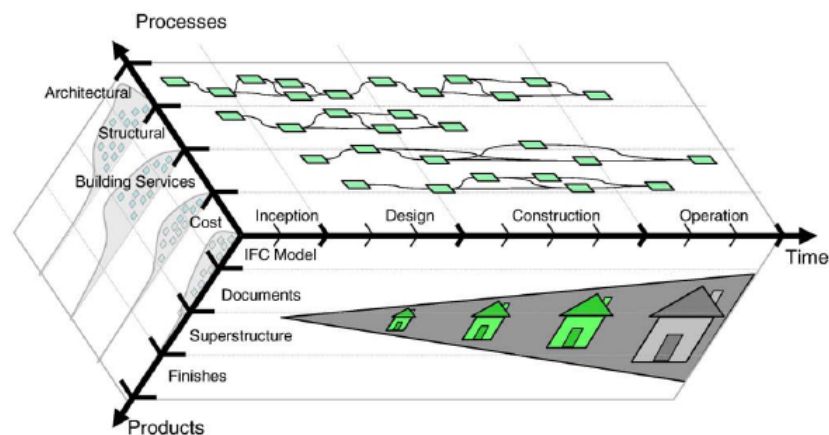 Processes
Architectural
Structural
Building Services
Cost
Inception
Design
Construction
Operation
IFC Model
Time
Documents
Superstructure
Finishes
Products